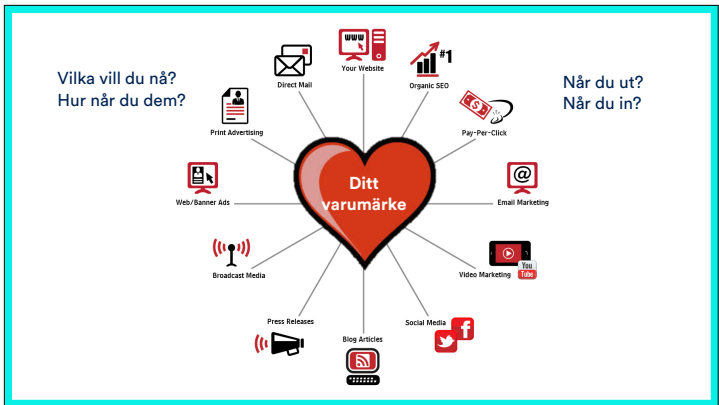 Vilka vill du nå?
Hur når du dem?
Når du ut?
Når du in?
www
Your Website
#1
Organic SEO
$
Pay-Per-Click
@
Email Marketing
You
Tube
Video Marketing
f
Social Media
Blog Articles
Press Releases
Broadcast Media
Web/Banner Ads
Print Advertising
Direct Mail
Ditt
varumärke